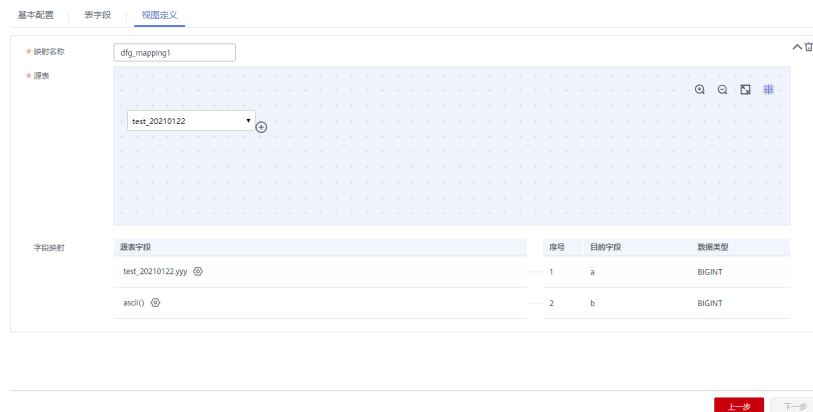 基本配置 表字段 视图定义
* 映射名称 dfg_mapping1
* 源表
test_20210122
字段映射 源表字段 序号 目的字段 数据类型
test_20210122.yyy 1 a BIGINT
ascii() 2 b BIGINT
上一步 下一步